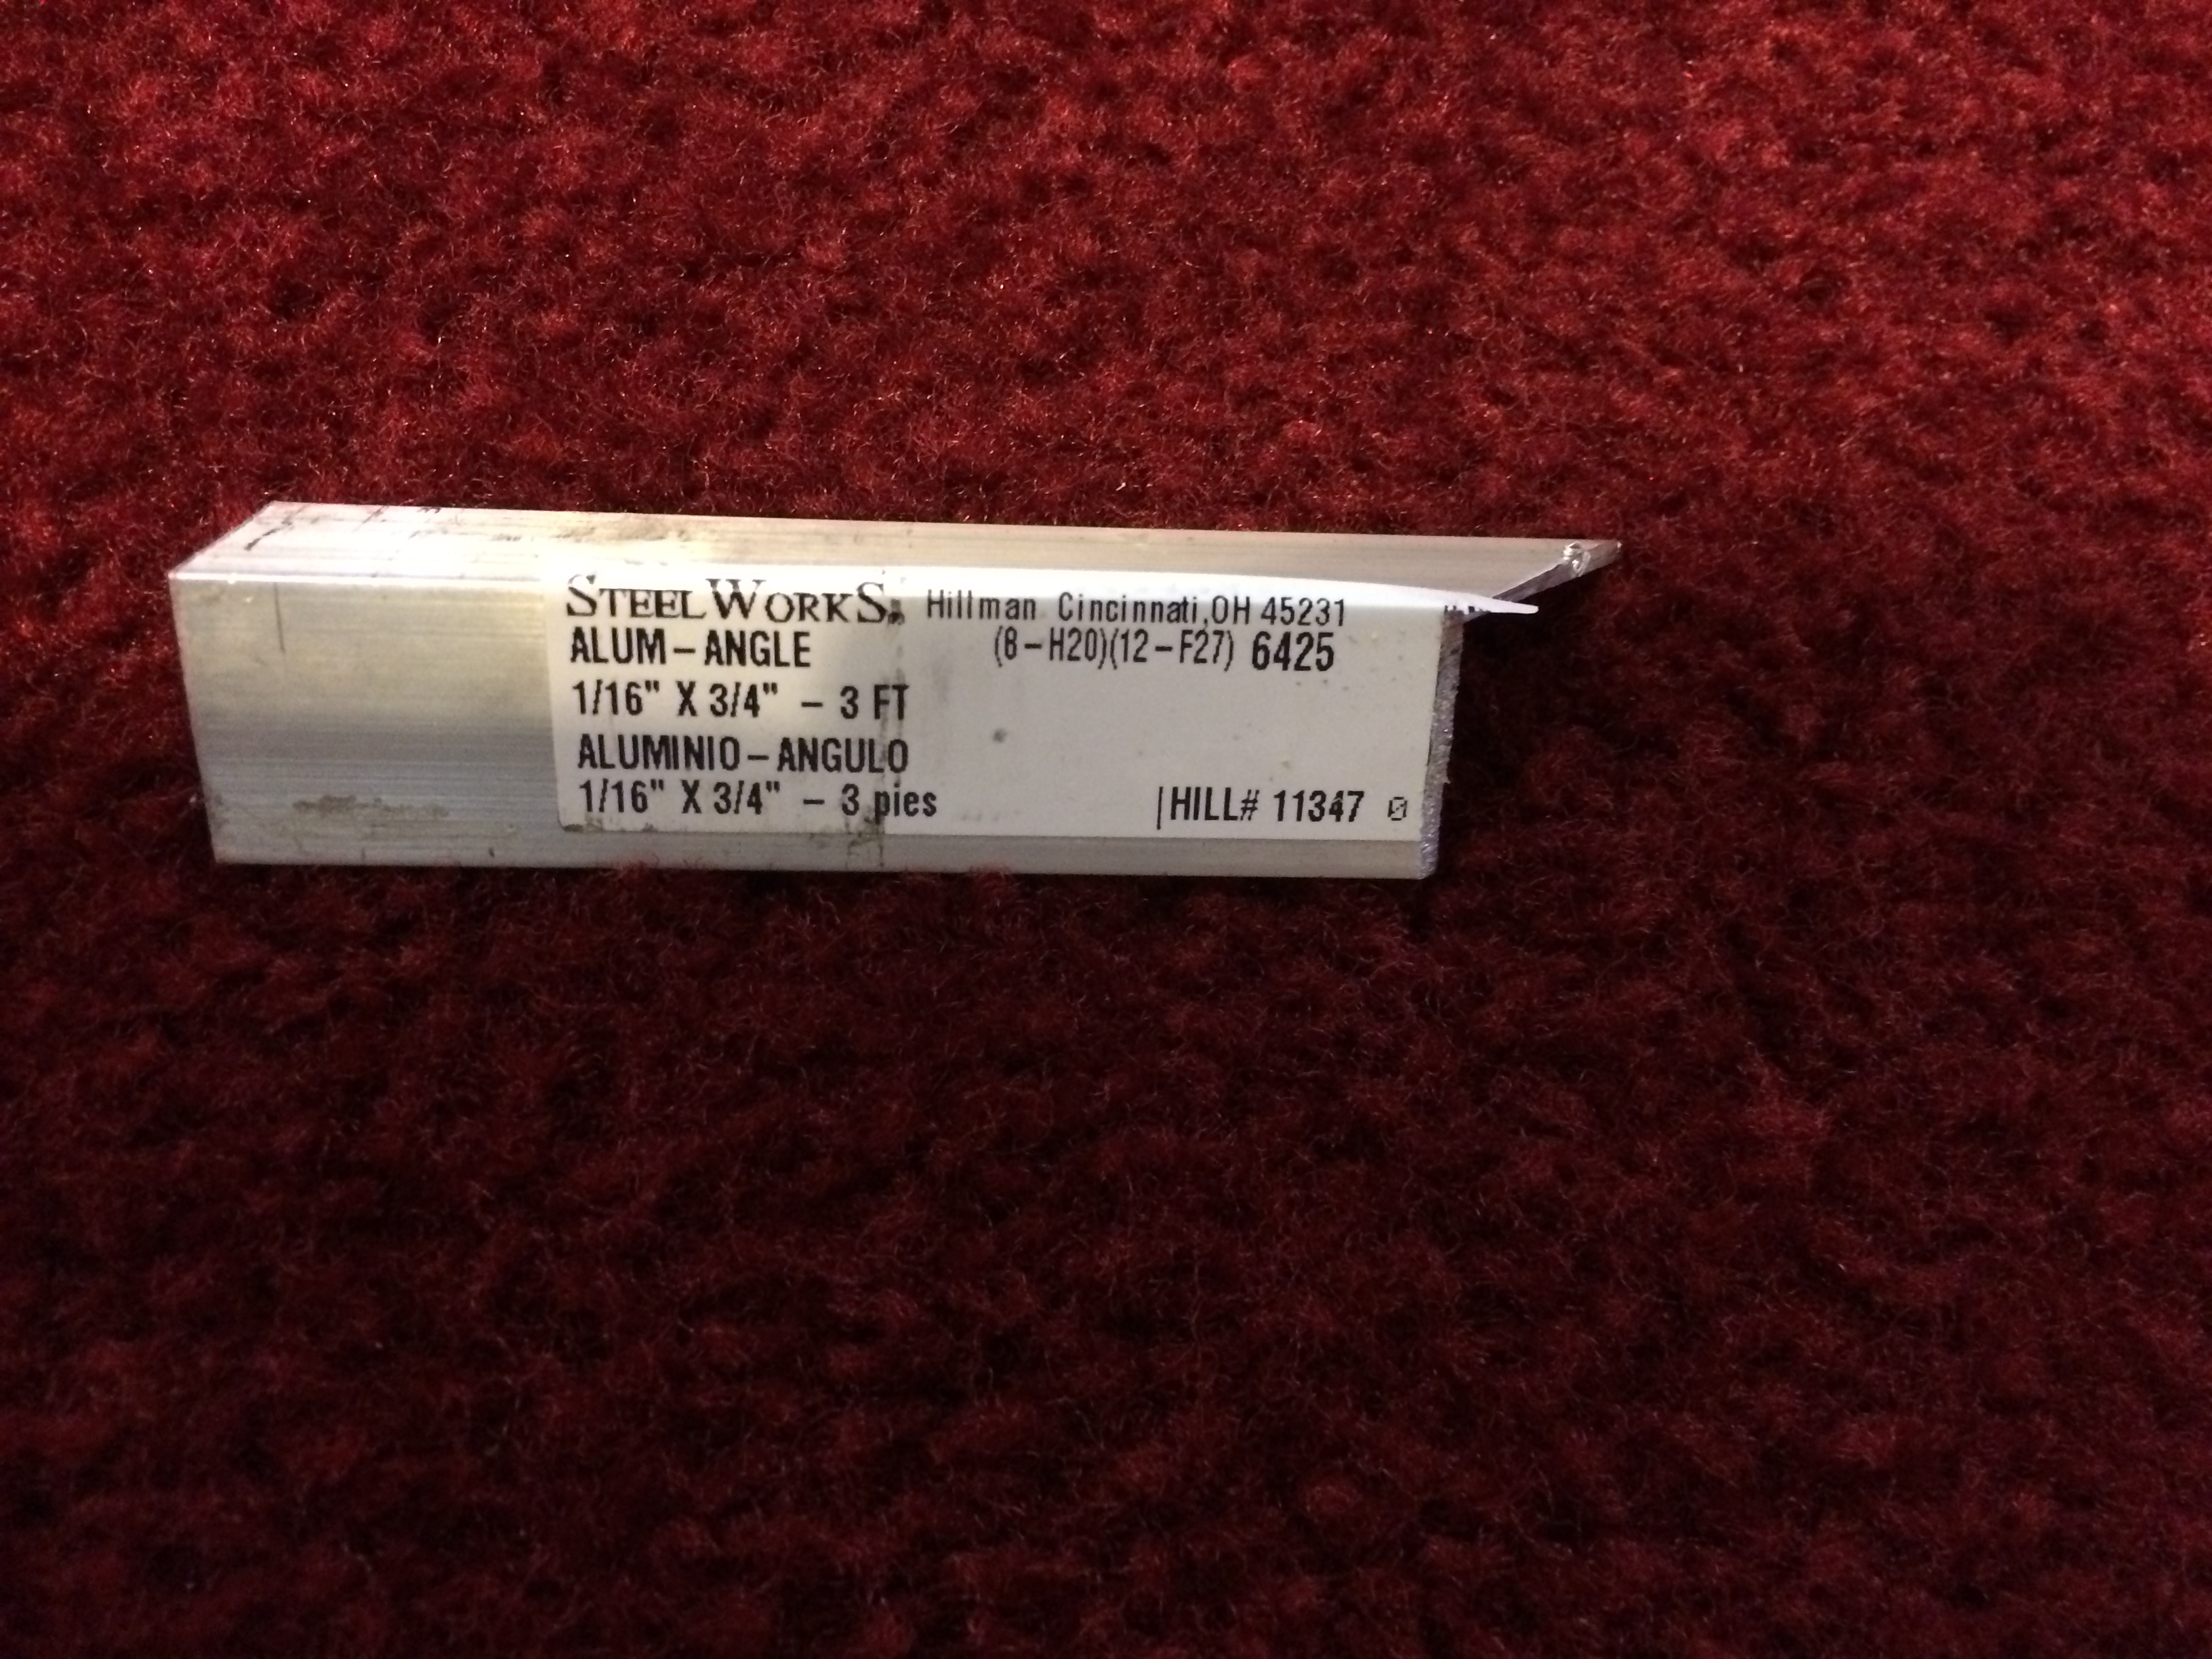 STEELWORKS® Hillman Cincinnati,OH 45231
ALUM-ANGLE (8-H20)(12-F27) 6425
1/16" X 3/4" - 3 FT
ALUMINIO-ANGULO
1/16" X 3/4" - 3 pies |HILL# 11347